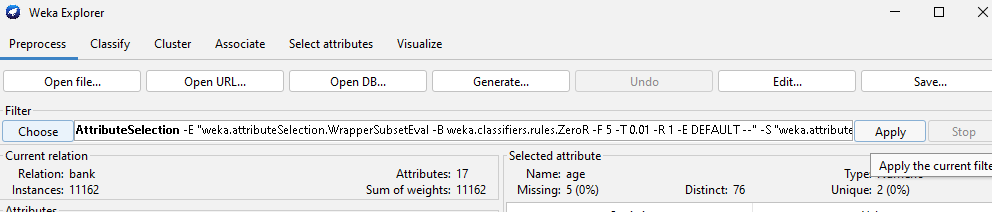 Weka Explorer
Preprocess Classify Cluster Associate Select attributes Visualize
Open file... Open URL... Open DB... Generate... Undo Edit... Save...
Filter
Choose AttributeSelection -E "weka.attributeSelection.WrapperSubsetEval -B weka.classifiers.rules.ZeroR -F 5 -T 0.01 -R 1 -E DEFAULT --" -S "weka.attribute Apply Stop
Current relation
Relation: bank Attributes: 17
Instances: 11162 Sum of weights: 11162
Selected attribute
Name: age Type:
Missing: 5 (0%) Distinct: 76 Unique: 2 (0%)
Apply the current filte